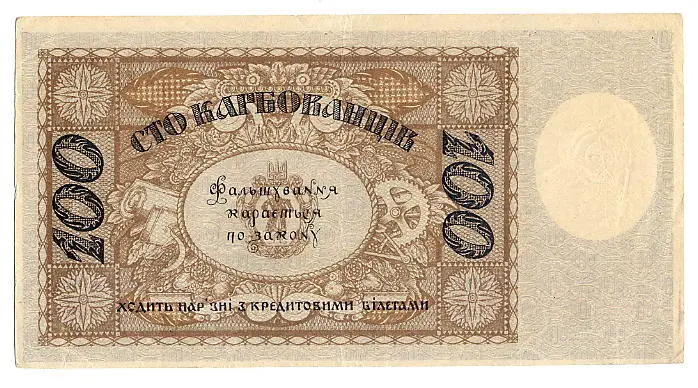 СТО КАРБОВАНЦІВ
100
100
Фальшування
карається
по закону
ХОДИТЬ НАРІВНІ З КРЕДИТОВИМИ БІЛЕТАМИ